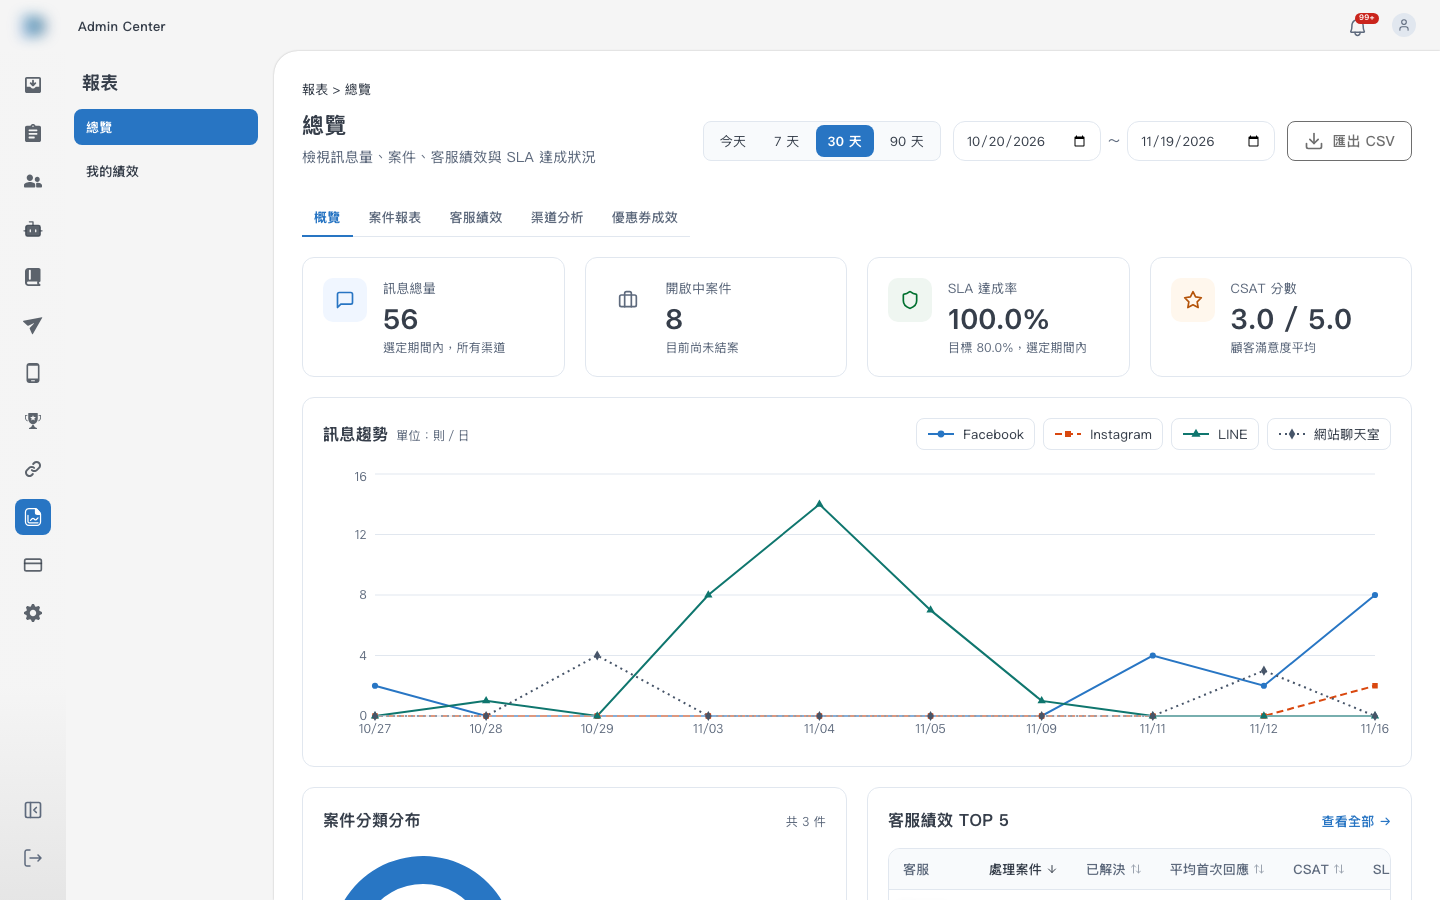 Admin Center
99+
報表
總覽
我的績效
報表 > 總覽
總覽
檢視訊息量、案件、客服績效與 SLA 達成狀況
今天 7 天 30 天 90 天
10/20/2026 ~ 11/19/2026
匯出 CSV
概覽 案件報表 客服績效 渠道分析 優惠券成效
訊息總量
56
選定期間內，所有渠道
開啟中案件
8
目前尚未結案
SLA 達成率
100.0%
目標 80.0%，選定期間內
CSAT 分數
3.0 / 5.0
顧客滿意度平均
訊息趨勢 單位：則 / 日
Facebook Instagram LINE 網站聊天室
16
12
8
4
0
10/27 10/28 10/29 11/03 11/04 11/05 11/09 11/11 11/12 11/16
案件分類分布
共 3 件
客服績效 TOP 5
查看全部 →
客服 處理案件 ↓ 已解決 ⇅ 平均首次回應 ⇅ CSAT ⇅ SL